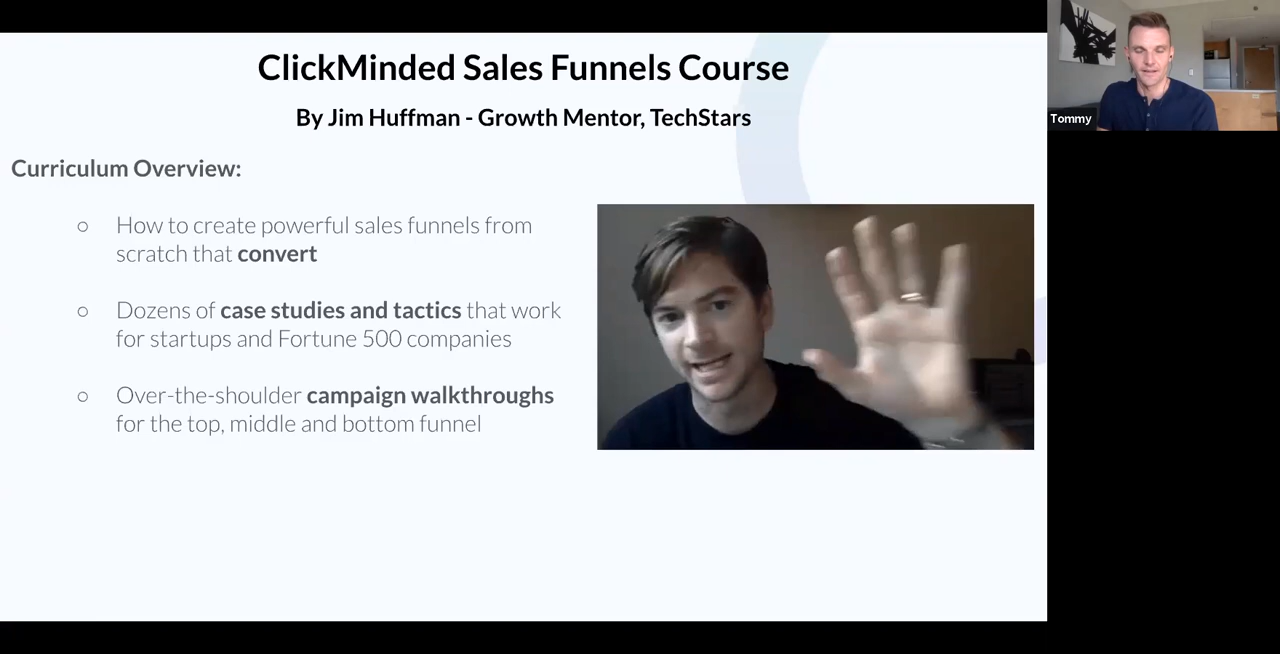 ClickMinded Sales Funnels Course
By Jim Huffman - Growth Mentor, TechStars
Curriculum Overview:
How to create powerful sales funnels from
scratch that convert
Dozens of case studies and tactics that work
for startups and Fortune 500 companies
Over-the-shoulder campaign walkthroughs
for the top, middle and bottom funnel
Tommy